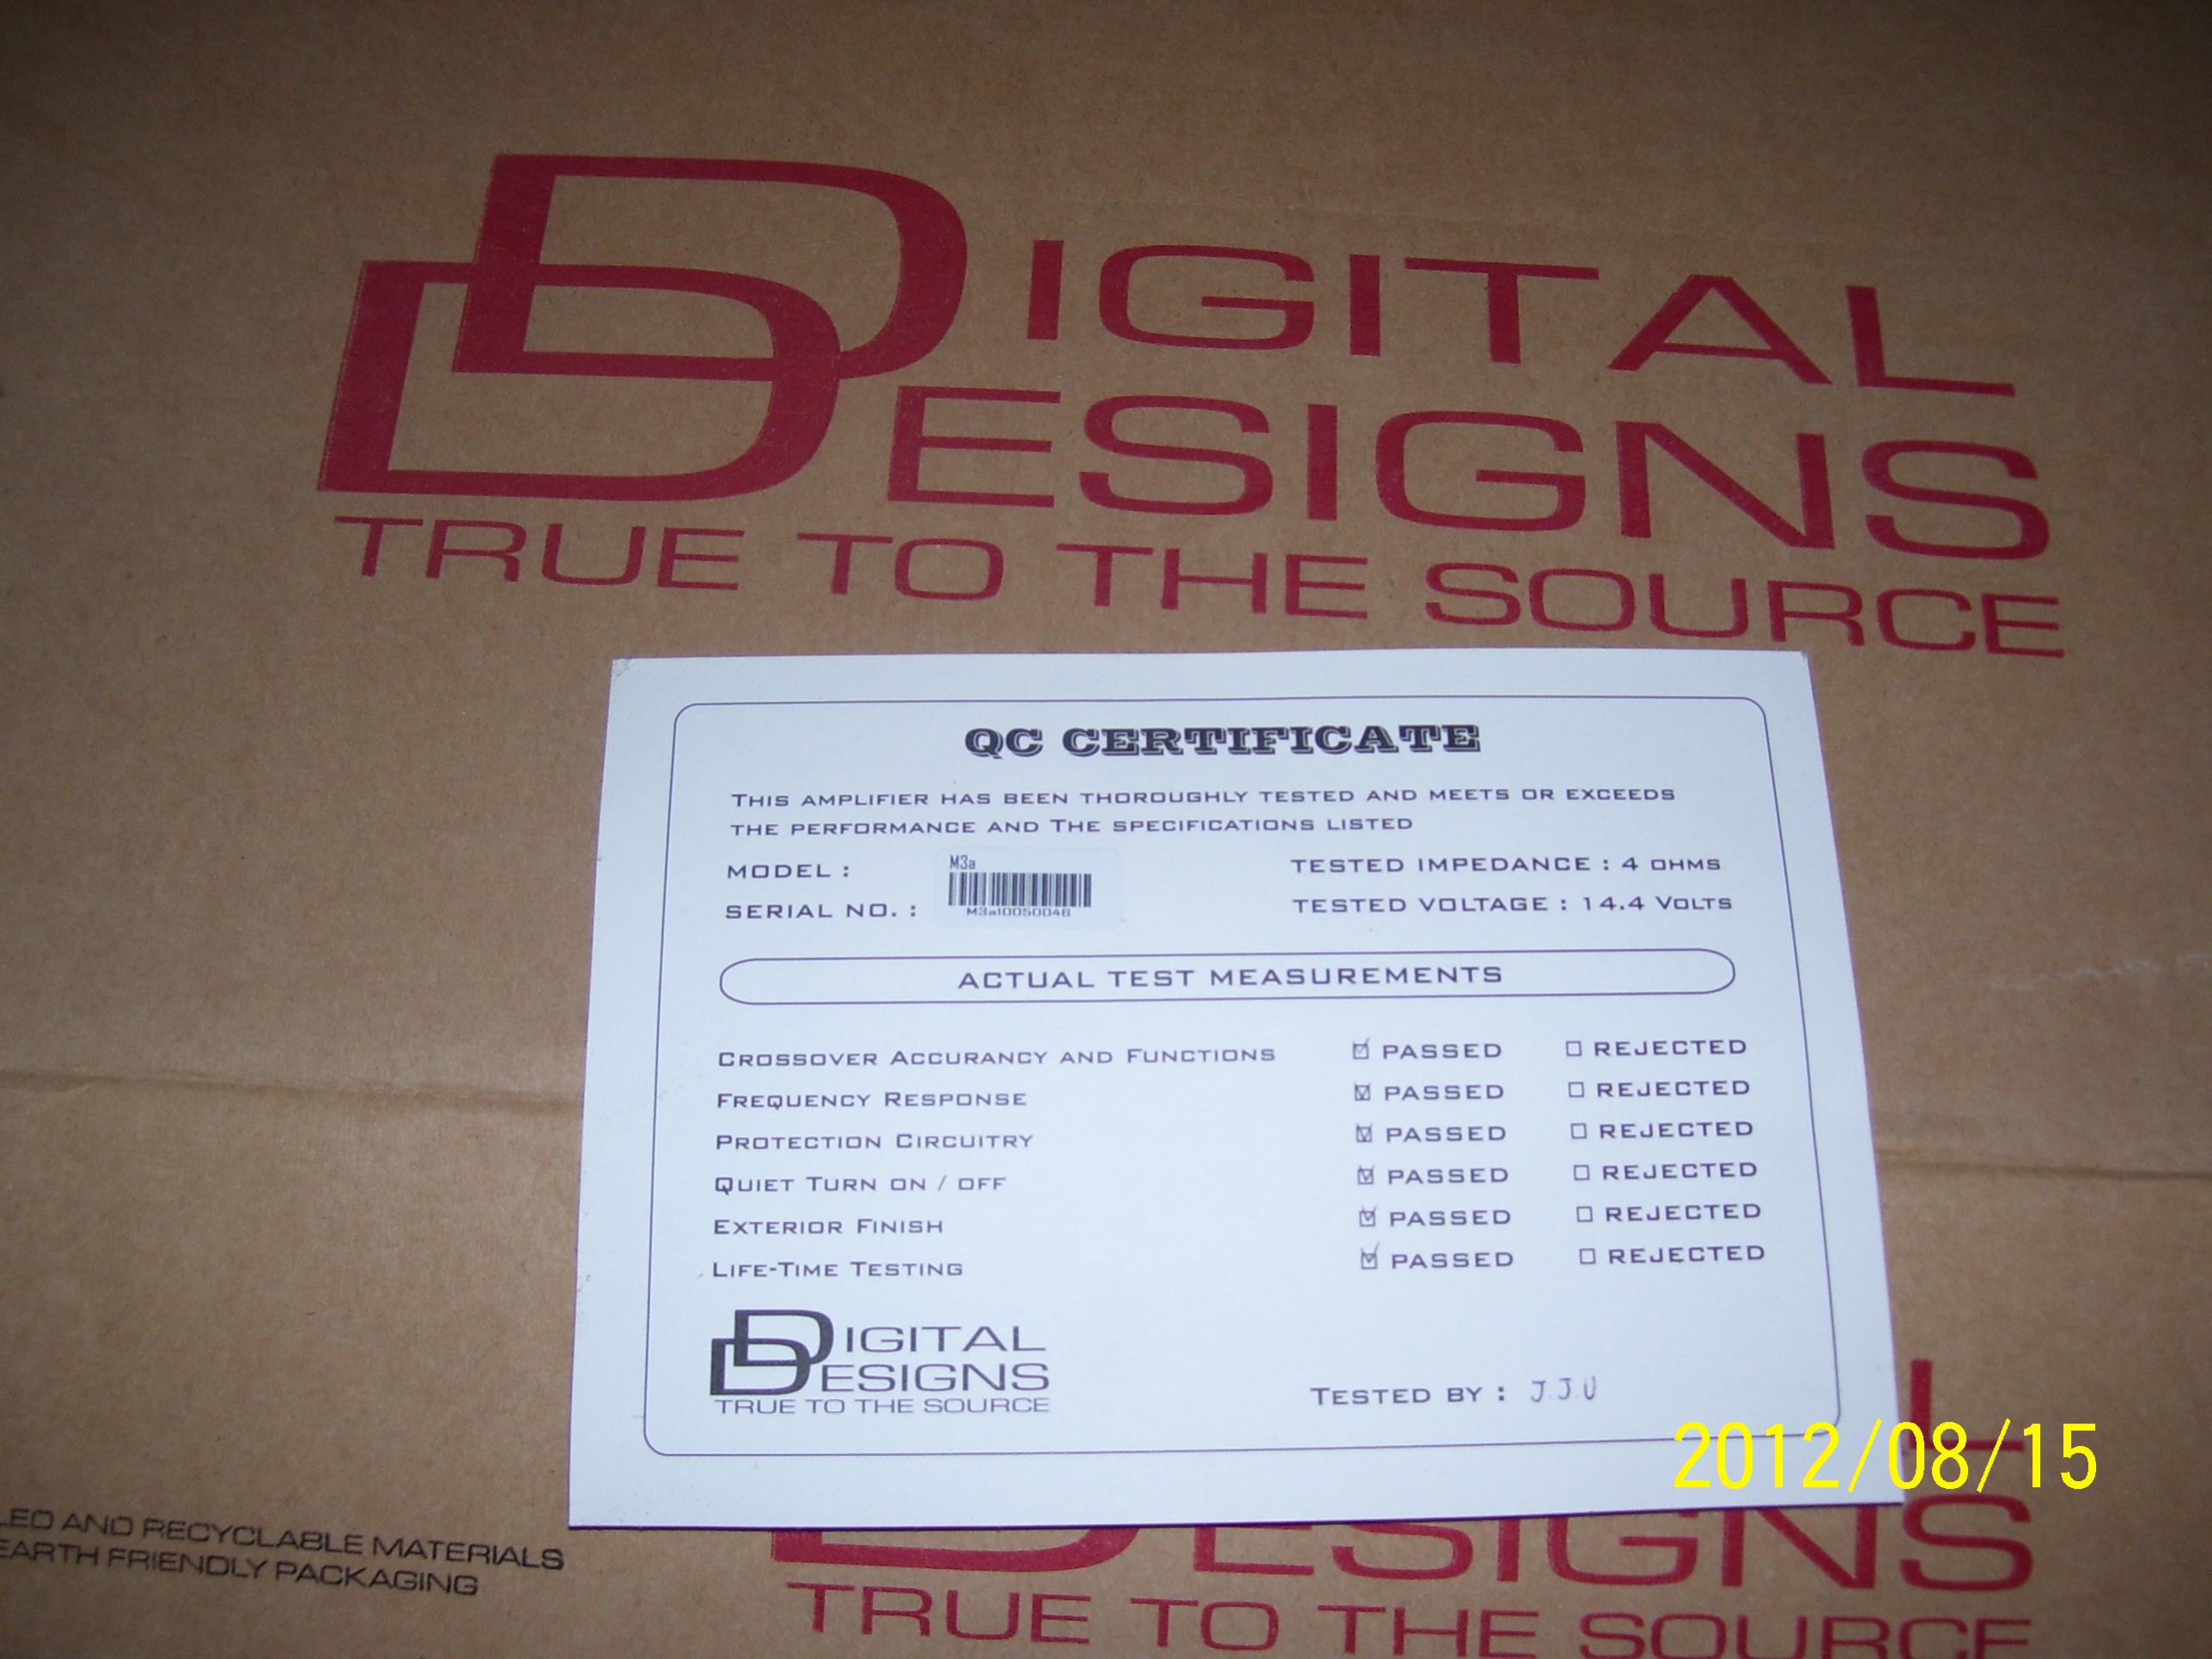 DIGITAL
DESIGNS
TRUE TO THE SOURCE
QC CERTIFICATE
THIS AMPLIFIER HAS BEEN THOROUGHLY TESTED AND MEETS OR EXCEEDS
THE PERFORMANCE AND THE SPECIFICATIONS LISTED
MODEL : M3a TESTED IMPEDANCE : 4 OHMS
SERIAL NO. : M3a10050046 TESTED VOLTAGE : 14.4 VOLTS
ACTUAL TEST MEASUREMENTS
CROSSOVER ACCURANCY AND FUNCTIONS PASSED REJECTED
FREQUENCY RESPONSE PASSED REJECTED
PROTECTION CIRCUITRY PASSED REJECTED
QUIET TURN ON / OFF PASSED REJECTED
EXTERIOR FINISH PASSED REJECTED
LIFE-TIME TESTING PASSED REJECTED
DIGITAL
DESIGNS
TRUE TO THE SOURCE
TESTED BY : J.J.U
2012/08/15
LED AND RECYCLABLE MATERIALS
EARTH FRIENDLY PACKAGING
DESIGNS
TRUE TO THE SOURCE